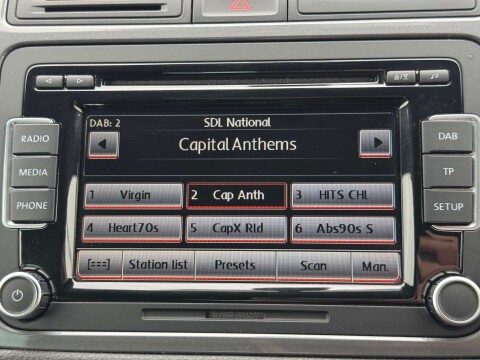 DAB: 2 SDL National
Capital Anthems
1 Virgin 2 Cap Anth 3 HITS CHL
4 Heart70s 5 CapX Rld 6 Abs90s S
[===] Station list Presets Scan Man.
RADIO
MEDIA
PHONE
DAB
TP
SETUP